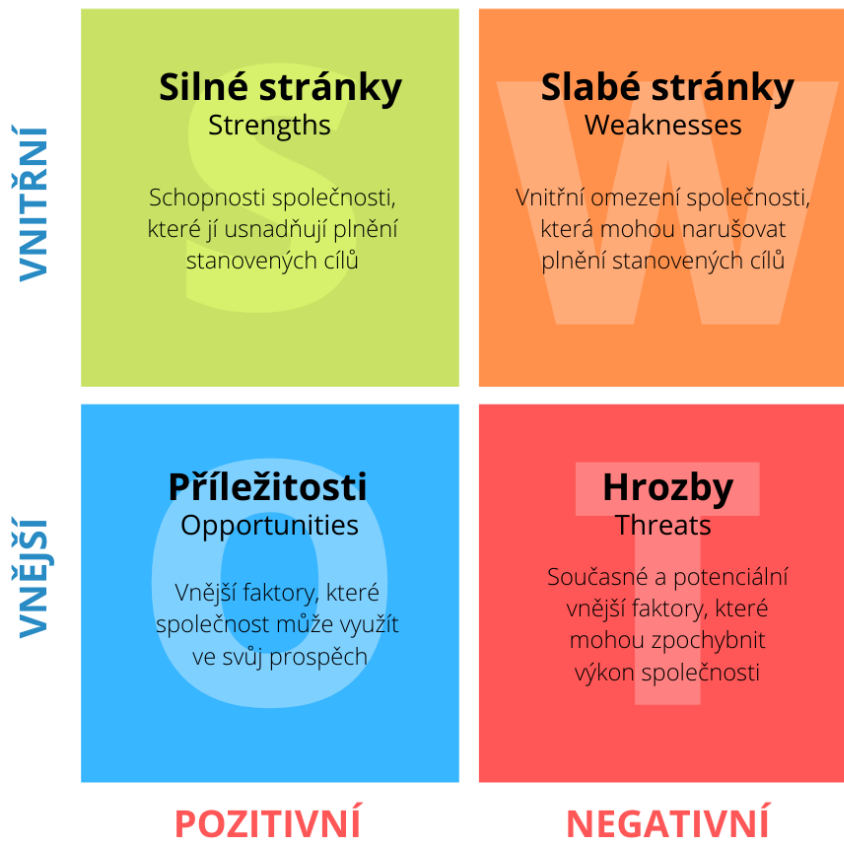 VNITŘNÍ
S
Silné stránky
Strengths
Schopnosti společnosti,
které jí usnadňují plnění
stanovených cílů
W
Slabé stránky
Weaknesses
Vnitřní omezení společnosti,
která mohou narušovat
plnění stanovených cílů
VNĚJŠÍ
O
Příležitosti
Opportunities
Vnější faktory, které
společnost může využít
ve svůj prospěch
T
Hrozby
Threats
Současné a potenciální
vnější faktory, které
mohou zpochybnit
výkon společnosti
POZITIVNÍ
NEGATIVNÍ